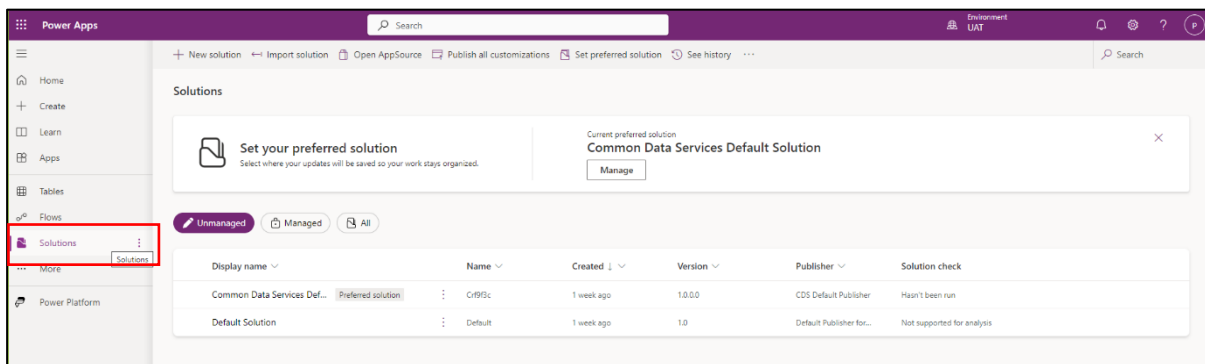 Power Apps
Search
Environment
UAT
?
P
New solution Import solution Open AppSource Publish all customizations Set preferred solution See history ...
Search
Home
Create
Learn
Apps
Tables
Flows
Solutions
Solutions
More
Power Platform
Solutions
Set your preferred solution
Select where your updates will be saved so your work stays organized.
Current preferred solution
Common Data Services Default Solution
Manage
Unmanaged Managed All
Display name Name Created Version Publisher Solution check
Common Data Services Def... Preferred solution Crf9f3c 1 week ago 1.0.0.0 CDS Default Publisher Hasn't been run
Default Solution Default 1 week ago 1.0 Default Publisher for... Not supported for analysis